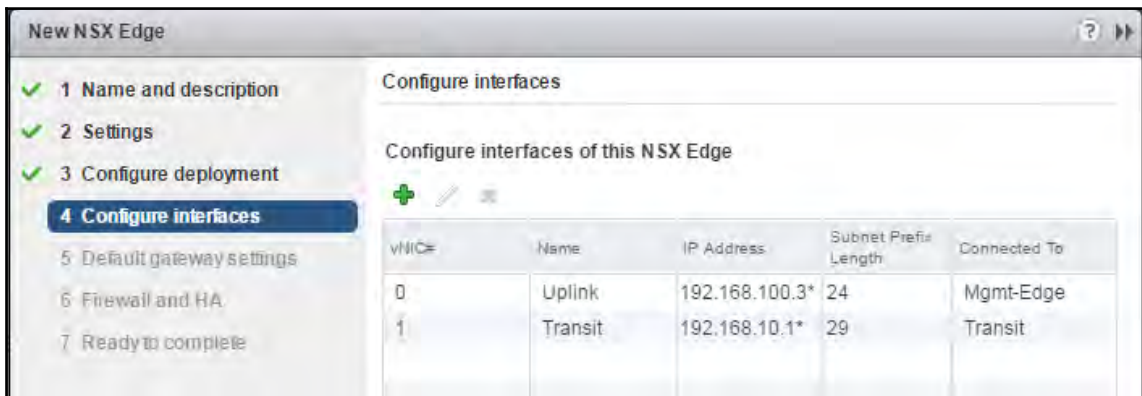 New NSX Edge
?
1 Name and description
2 Settings
3 Configure deployment
4 Configure interfaces
5 Default gateway settings
6 Firewall and HA
7 Ready to complete
Configure interfaces
Configure interfaces of this NSX Edge
vNIC# Name IP Address Subnet Prefix Length Connected To
0 Uplink 192.168.100.3* 24 Mgmt-Edge
1 Transit 192.168.10.1* 29 Transit